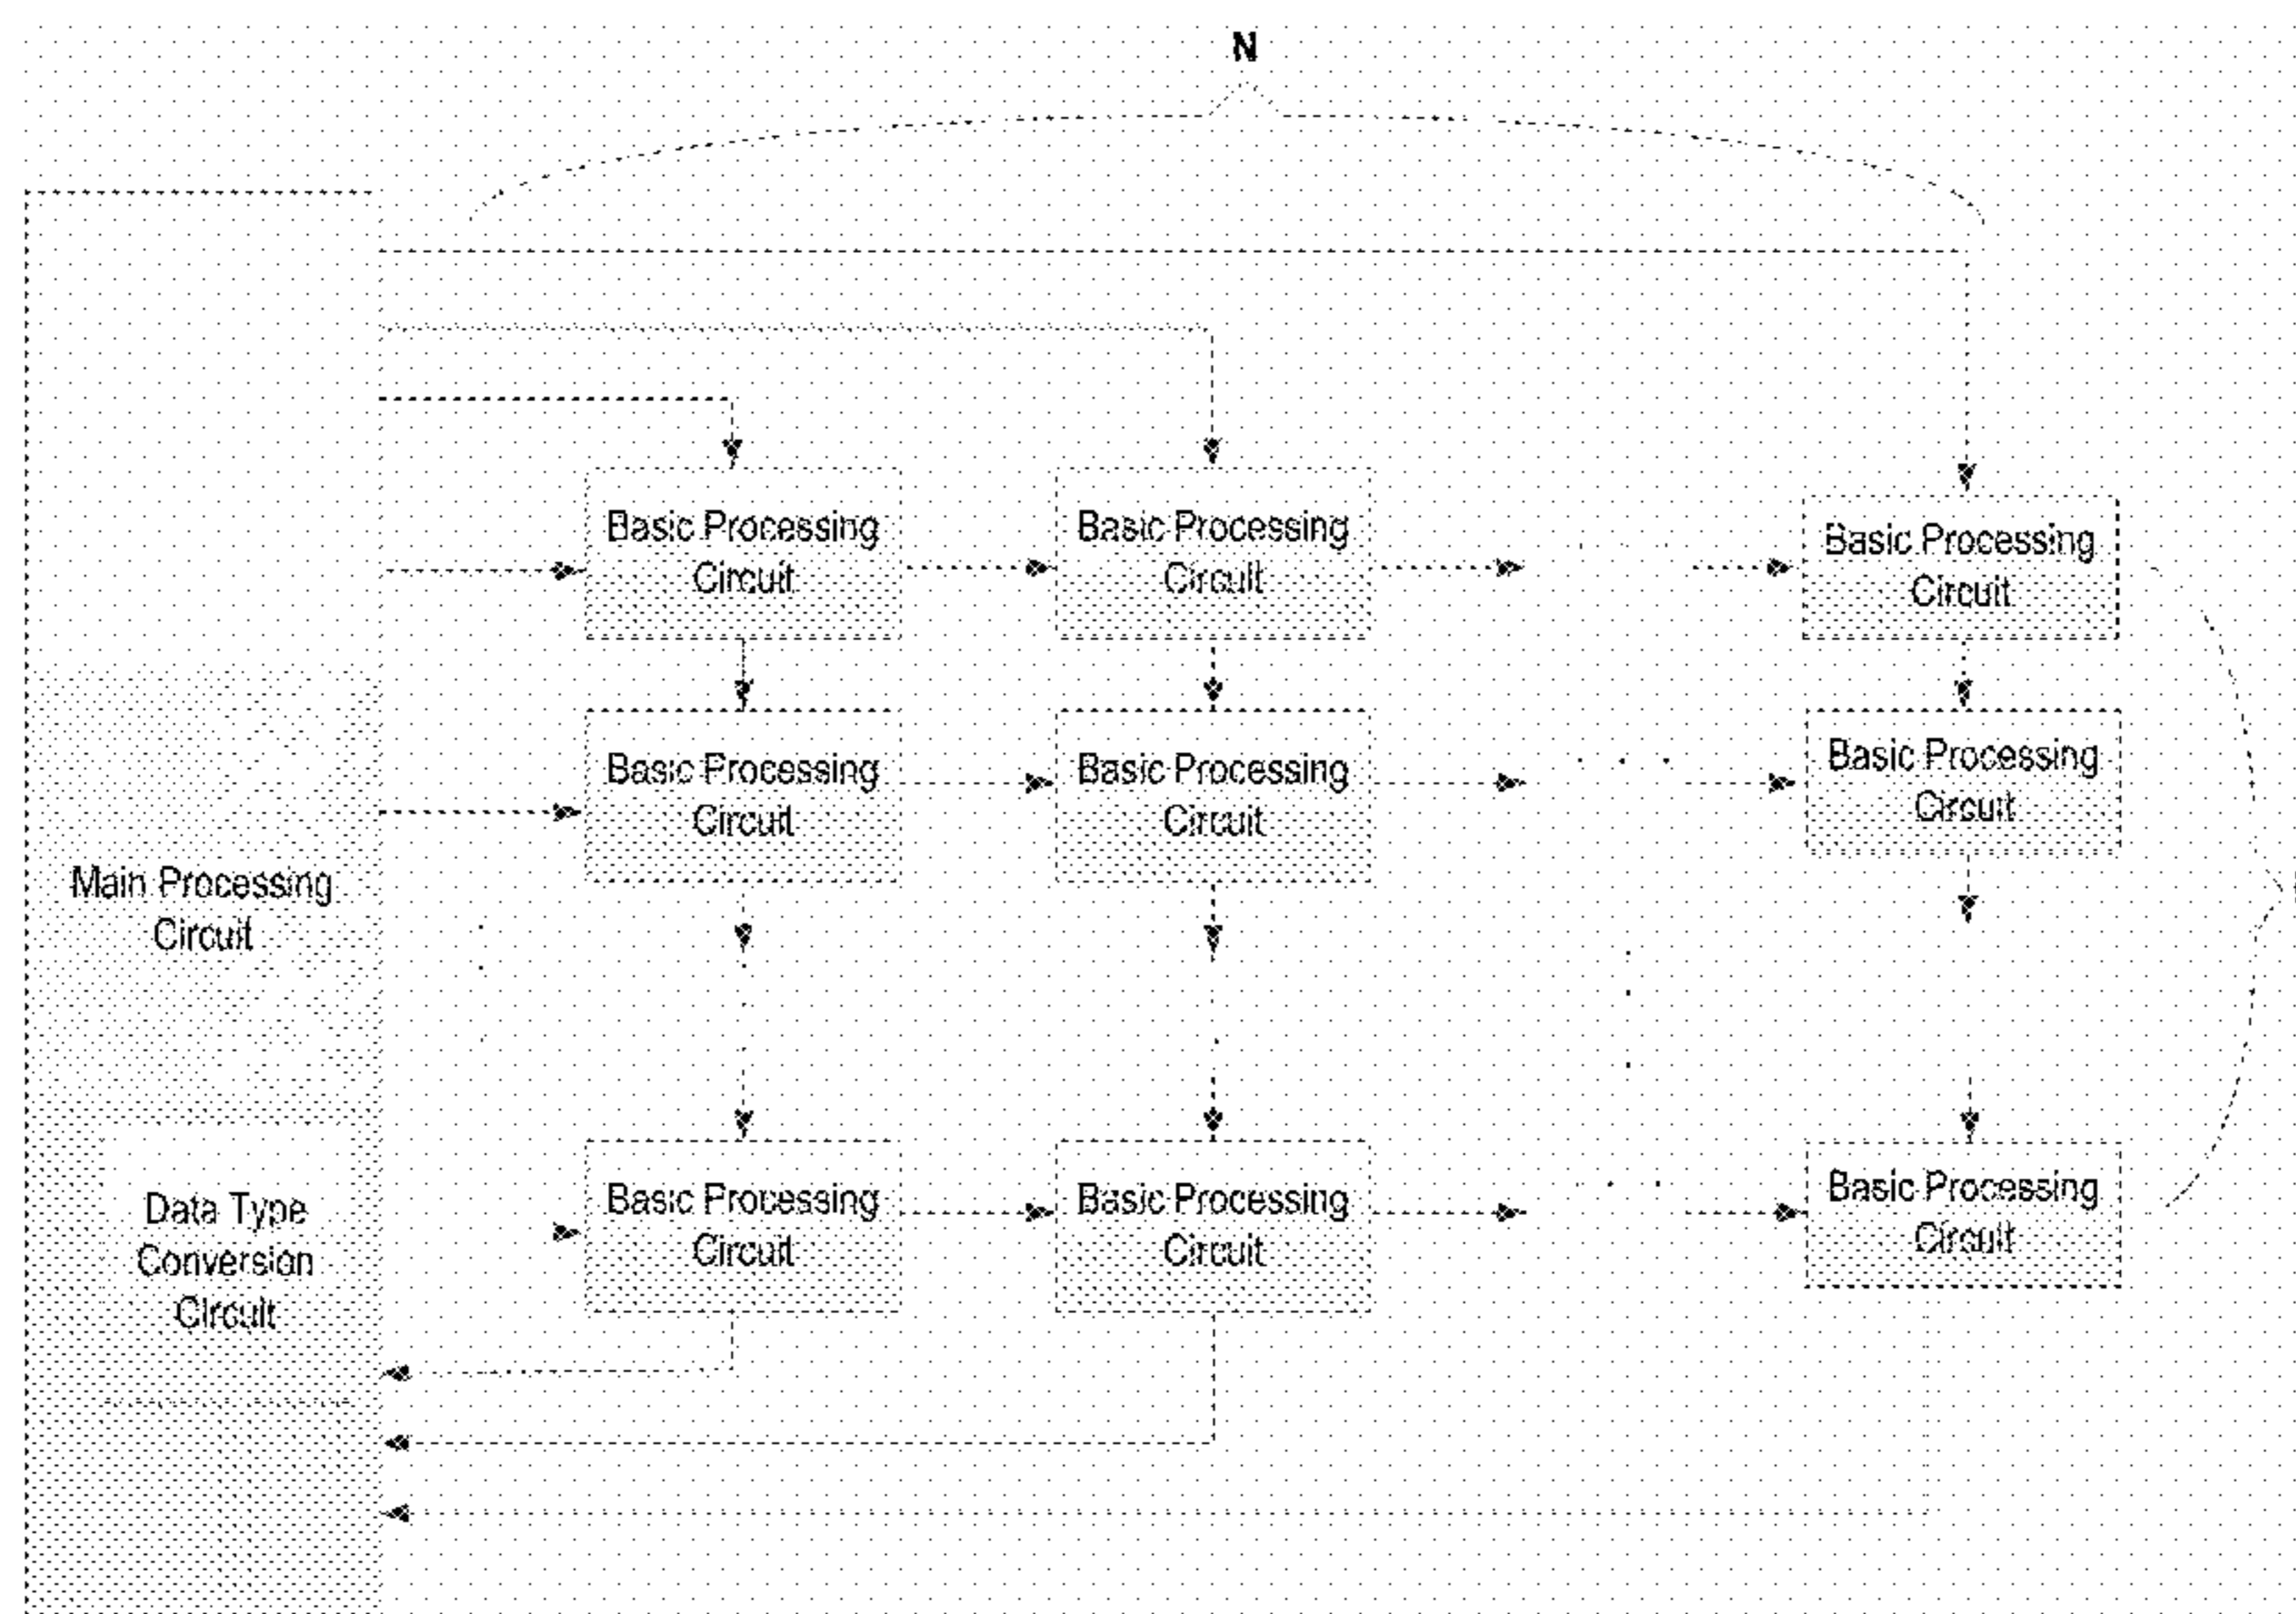 N
Basic Processing
Circuit
Basic Processing
Circuit
Basic Processing
Circuit
Basic Processing
Circuit
Basic Processing
Circuit
Basic Processing
Circuit
Main Processing
Circuit
Data Type
Conversion
Circuit
Basic Processing
Circuit
Basic Processing
Circuit
Basic Processing
Circuit